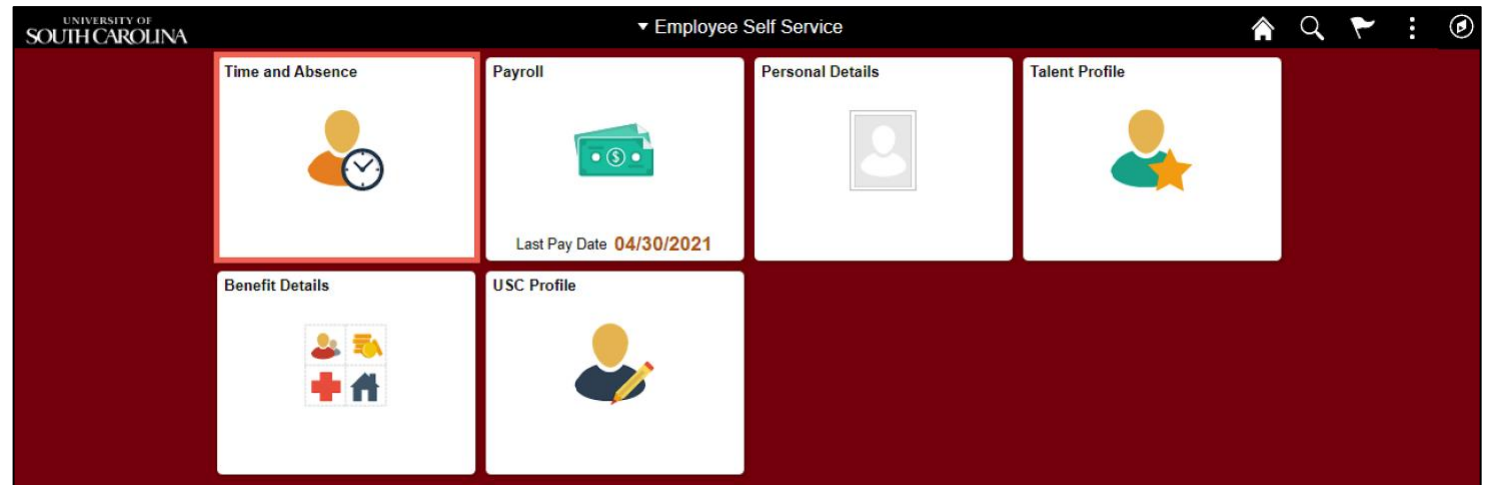 UNIVERSITY OF
SOUTH CAROLINA
Employee Self Service
Time and Absence
Payroll
Personal Details
Talent Profile
$
Last Pay Date 04/30/2021
Benefit Details
USC Profile